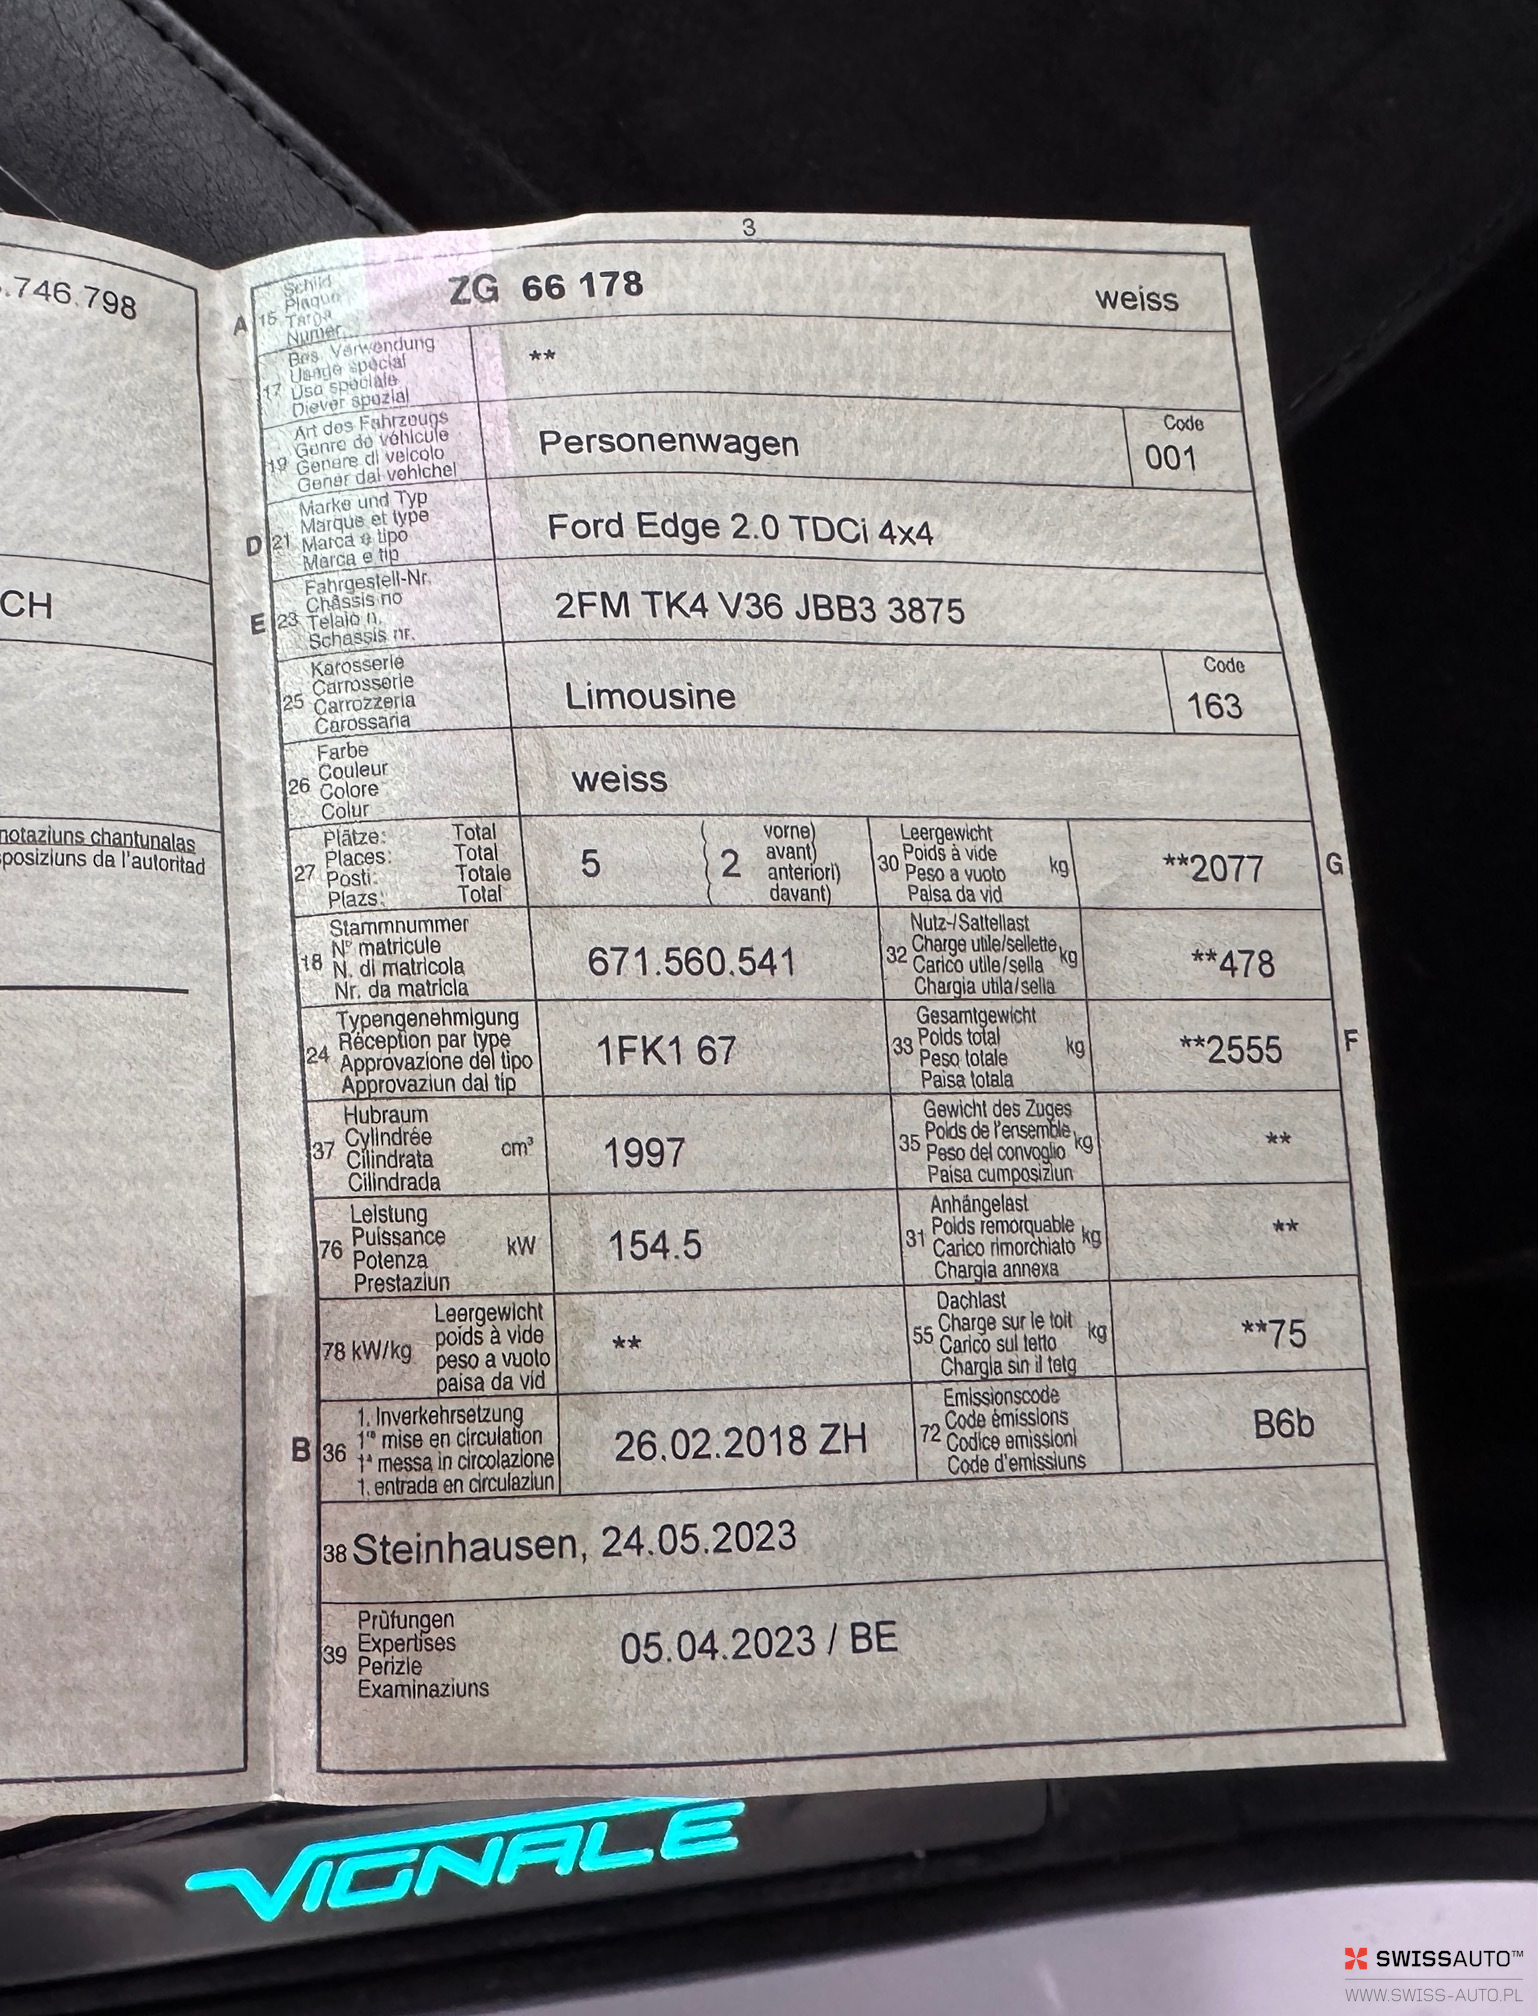 .746.798
CH
notaziuns chantunalas
sposiziuns da l'autoritad
3
A 15 Schild
Plaque
Targa
Numer
ZG 66 178 weiss
17 Bes. Verwendung
Usage spécial
Uso speciale
Diever spezial
**
19 Art des Fahrzeugs
Genre de véhicule
Genere di veicolo
Gener dal vehichel
Personenwagen
Code
001
D 21 Marke und Typ
Marque et type
Marca e tipo
Marca e tip
Ford Edge 2.0 TDCi 4x4
E 23 Fahrgestell-Nr.
Châssis no
Telaio n.
Schassis nr.
2FM TK4 V36 JBB3 3875
25 Karosserie
Carrosserie
Carrozzeria
Carossaria
Limousine
Code
163
26 Farbe
Couleur
Colore
Colur
weiss
27 Plätze: Total
Places: Total
Posti: Totale
Plazs: Total
5 ( 2 vorne)
avant)
anteriori)
davant)
30 Leergewicht
Poids à vide kg
Peso a vuoto
Paisa da vid
**2077 G
18 Stammnummer
N° matricule
N. di matricola
Nr. da matricla
671.560.541
32 Nutz-/Sattellast
Charge utile/sellette kg
Carico utile/sella
Chargia utila/sella
**478
24 Typengenehmigung
Réception par type
Approvazione del tipo
Approvaziun dal tip
1FK1 67
33 Gesamtgewicht
Poids total kg
Peso totale
Paisa totala
**2555 F
37 Hubraum
Cylindrée cm³
Cilindrata
Cilindrada
1997
35 Gewicht des Zuges
Poids de l'ensemble kg
Peso del convoglio
Paisa cumposiziun
**
76 Leistung
Puissance kW
Potenza
Prestaziun
154.5
31 Anhängelast
Poids remorquable kg
Carico rimorchiato
Chargia annexa
**
78 kW/kg Leergewicht
poids à vide
peso a vuoto
paisa da vid
**
55 Dachlast
Charge sur le toit kg
Carico sul tetto
Chargia sin il tetg
**75
B 36 1. Inverkehrsetzung
1re mise en circulation
1a messa in circolazione
1. entrada en circulaziun
26.02.2018 ZH
72 Emissionscode
Code émissions
Codice emissioni
Code d'emissiuns
B6b
38 Steinhausen, 24.05.2023
39 Prüfungen
Expertises
Perizie
Examinaziuns
05.04.2023 / BE
VIGNALE
SWISSAUTO™
WWW.SWISS-AUTO.PL